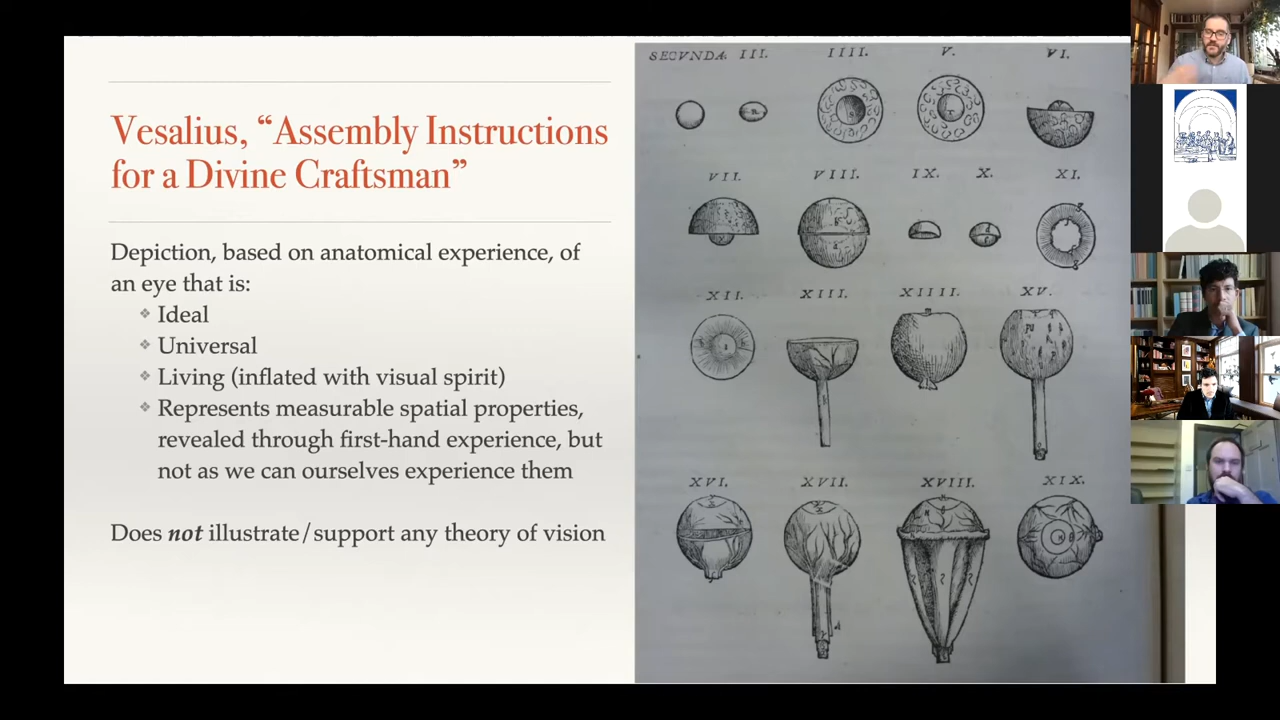 Vesalius, “Assembly Instructions
for a Divine Craftsman”
Depiction, based on anatomical experience, of
an eye that is:
❖ Ideal
❖ Universal
❖ Living (inflated with visual spirit)
❖ Represents measurable spatial properties,
revealed through first-hand experience, but
not as we can ourselves experience them
Does not illustrate/support any theory of vision
SECVNDA. III. IIII. V. VI.
VII. VIII. IX. X. XI.
XII. XIII. XIIII. XV.
XVI. XVII. XVIII. XIX.